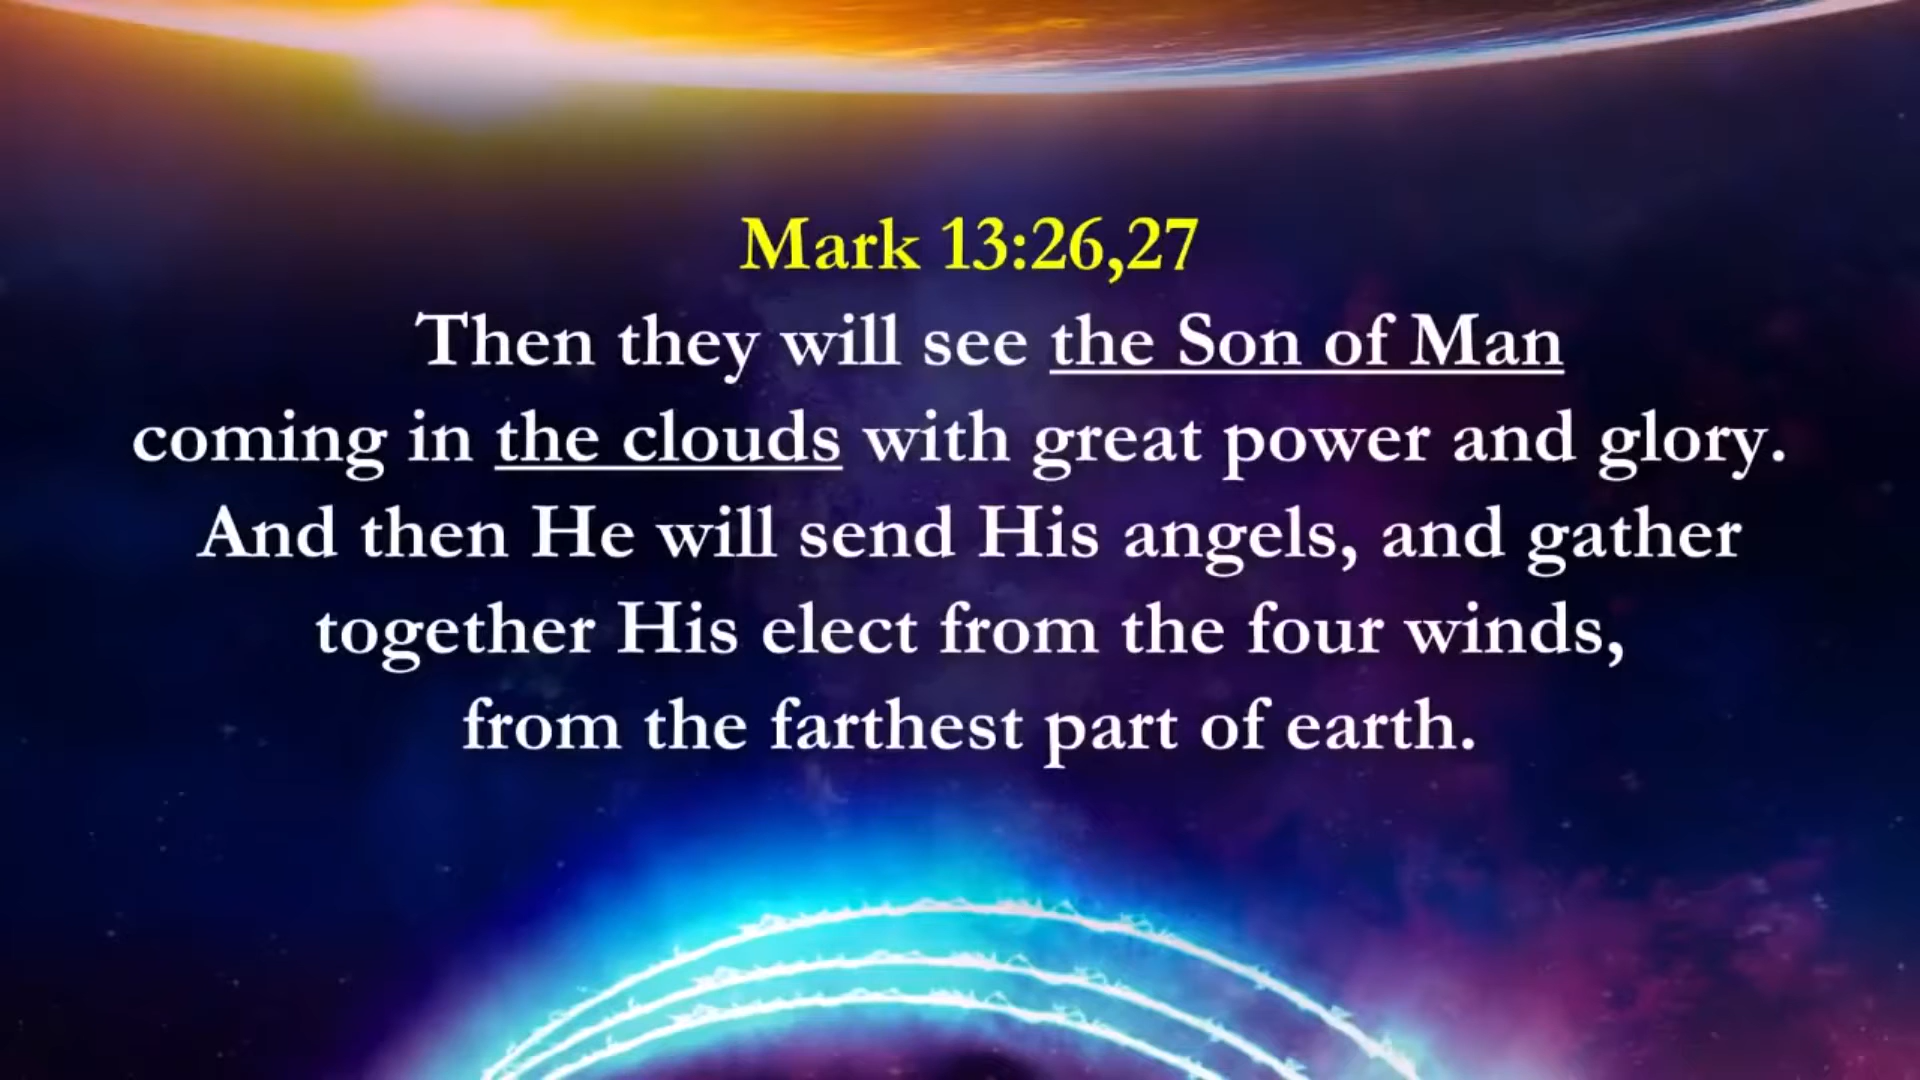 Mark 13:26,27
Then they will see the Son of Man
coming in the clouds with great power and glory.
And then He will send His angels, and gather
together His elect from the four winds,
from the farthest part of earth.